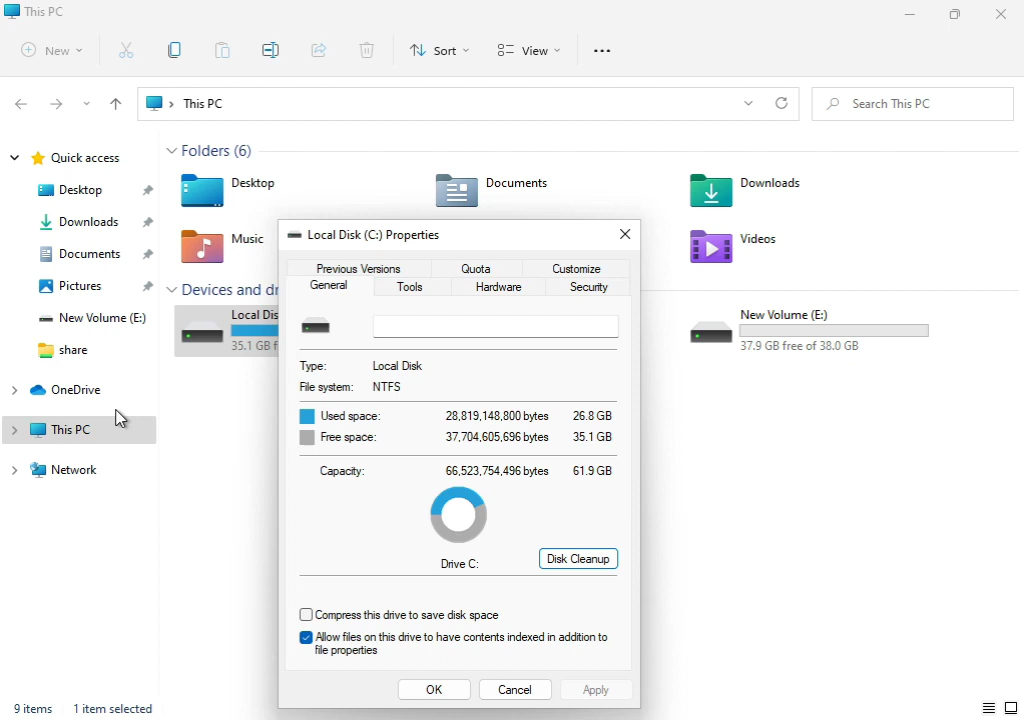 This PC
New
Sort
View
This PC
Search This PC
Quick access
Desktop
Downloads
Documents
Pictures
New Volume (E:)
share
OneDrive
This PC
Network
Folders (6)
Desktop
Documents
Downloads
Music
Videos
Devices and dr
Local Dis
35.1 GB f
New Volume (E:)
37.9 GB free of 38.0 GB
Local Disk (C:) Properties
Previous Versions
Quota
Customize
General
Tools
Hardware
Security
Type: Local Disk
File system: NTFS
Used space: 28,819,148,800 bytes 26.8 GB
Free space: 37,704,605,696 bytes 35.1 GB
Capacity: 66,523,754,496 bytes 61.9 GB
Drive C:
Disk Cleanup
Compress this drive to save disk space
Allow files on this drive to have contents indexed in addition to
file properties
OK
Cancel
Apply
9 items
1 item selected